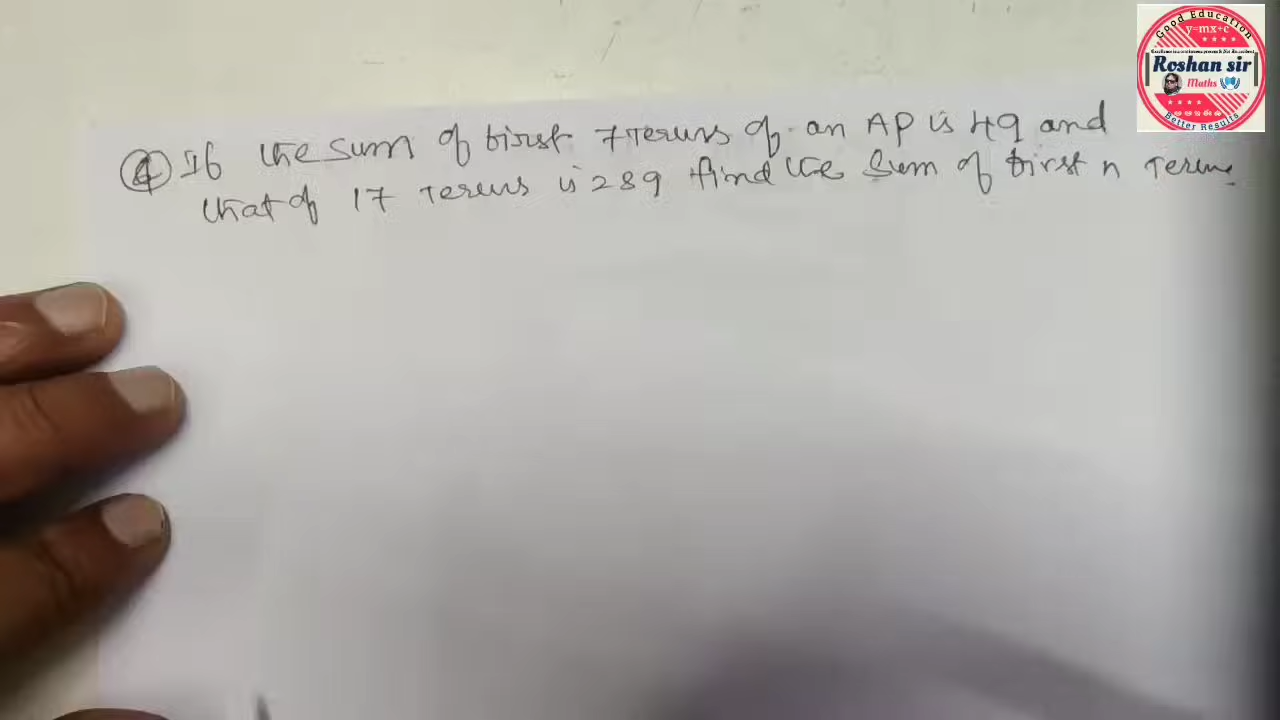 Good Education
y=mx+c
Roshan sir
Maths
Better Results
④ If the sum of first 7 terms of an AP is 49 and
that of 17 terms is 289 find the sum of first n terms.